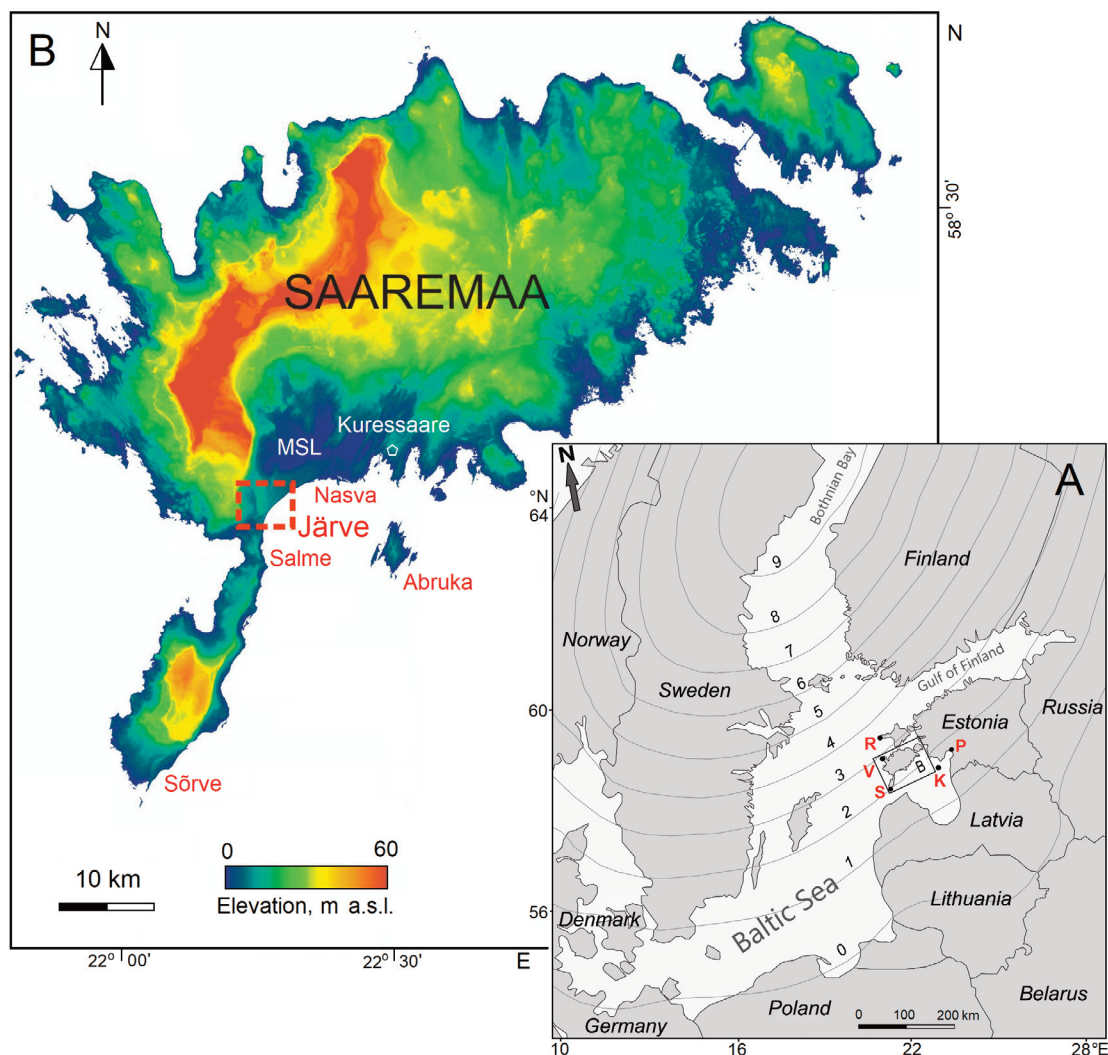 B
N
N
58° 30'
SAAREMAA
Kuressaare
MSL
Nasva
Järve
Salme
Abruka
Sõrve
0 60
Elevation, m a.s.l.
10 km
22° 00' 22° 30' E
A
N
°N
64
60
56
Bothnian Bay
Finland
Norway
Sweden
Gulf of Finland
Estonia
Russia
Latvia
Lithuania
Belarus
Poland
Germany
Denmark
Baltic Sea
9
8
7
6
5
4
3
2
1
0
R
V
S
B
K
P
0 100 200 km
10 16 22 28 °E